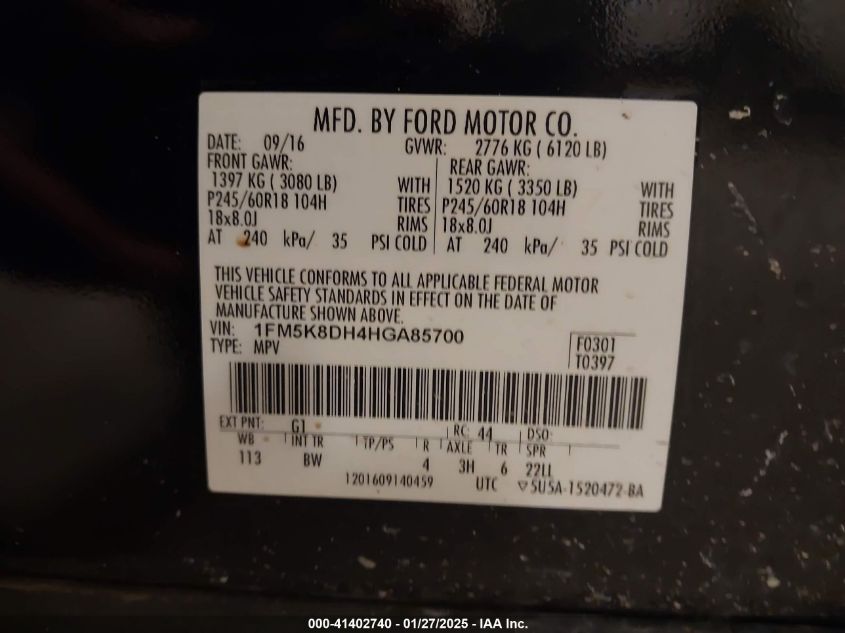 MFD. BY FORD MOTOR CO.
DATE: 09/16 GVWR: 2776 KG ( 6120 LB)
FRONT GAWR: REAR GAWR:
1397 KG ( 3080 LB) WITH 1520 KG ( 3350 LB) WITH
P245/60R18 104H TIRES P245/60R18 104H TIRES
18x8.0J RIMS 18x8.0J RIMS
AT 240 kPa/ 35 PSI COLD AT 240 kPa/ 35 PSI COLD
THIS VEHICLE CONFORMS TO ALL APPLICABLE FEDERAL MOTOR
VEHICLE SAFETY STANDARDS IN EFFECT ON THE DATE OF
MANUFACTURE SHOWN ABOVE.
VIN: 1FM5K8DH4HGA85700 F0301
TYPE: MPV T0397
EXT PNT: G1 RC: 44 DSO:
WB INT TR TP/PS R AXLE TR SPR
113 BW 4 3H 6 22LL
1201609140459 UTC ▽5U5A-1520472-BA
000-41402740 - 01/27/2025 - IAA Inc.